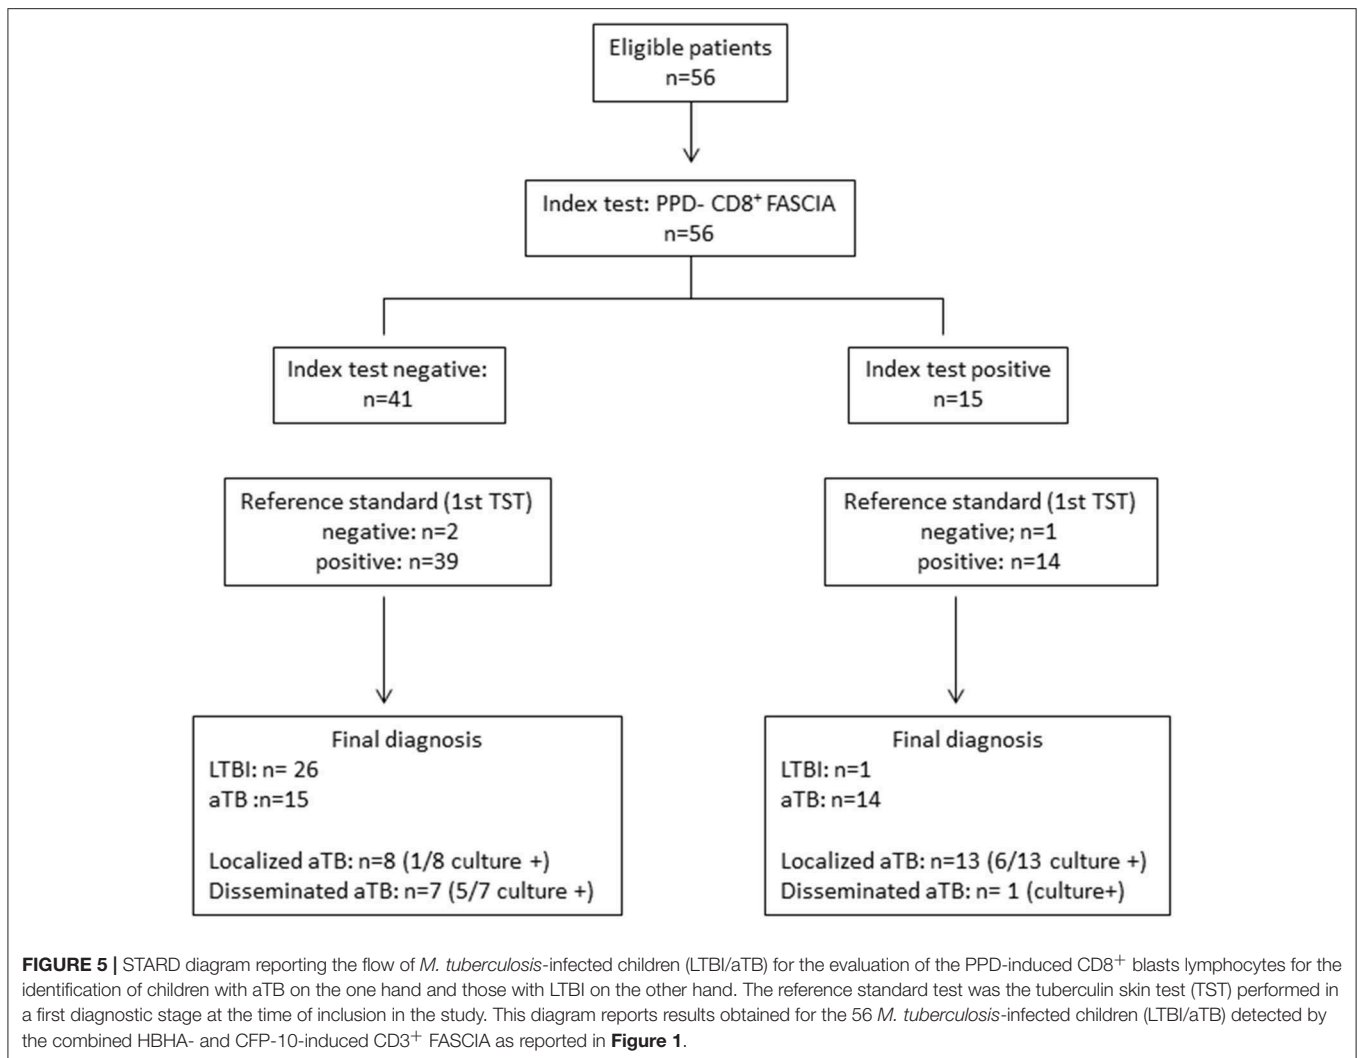 Eligible patients
n=56
Index test: PPD- CD8⁺ FASCIA
n=56
Index test negative:
n=41
Index test positive
n=15
Reference standard (1st TST)
negative: n=2
positive: n=39
Reference standard (1st TST)
negative; n=1
positive: n=14
Final diagnosis
LTBI: n= 26
aTB :n=15
Localized aTB: n=8 (1/8 culture +)
Disseminated aTB: n=7 (5/7 culture +)
Final diagnosis
LTBI: n=1
aTB: n=14
Localized aTB: n=13 (6/13 culture +)
Disseminated aTB: n= 1 (culture+)
FIGURE 5 | STARD diagram reporting the flow of M. tuberculosis-infected children (LTBI/aTB) for the evaluation of the PPD-induced CD8⁺ blasts lymphocytes for the
identification of children with aTB on the one hand and those with LTBI on the other hand. The reference standard test was the tuberculin skin test (TST) performed in
a first diagnostic stage at the time of inclusion in the study. This diagram reports results obtained for the 56 M. tuberculosis-infected children (LTBI/aTB) detected by
the combined HBHA- and CFP-10-induced CD3⁺ FASCIA as reported in Figure 1.